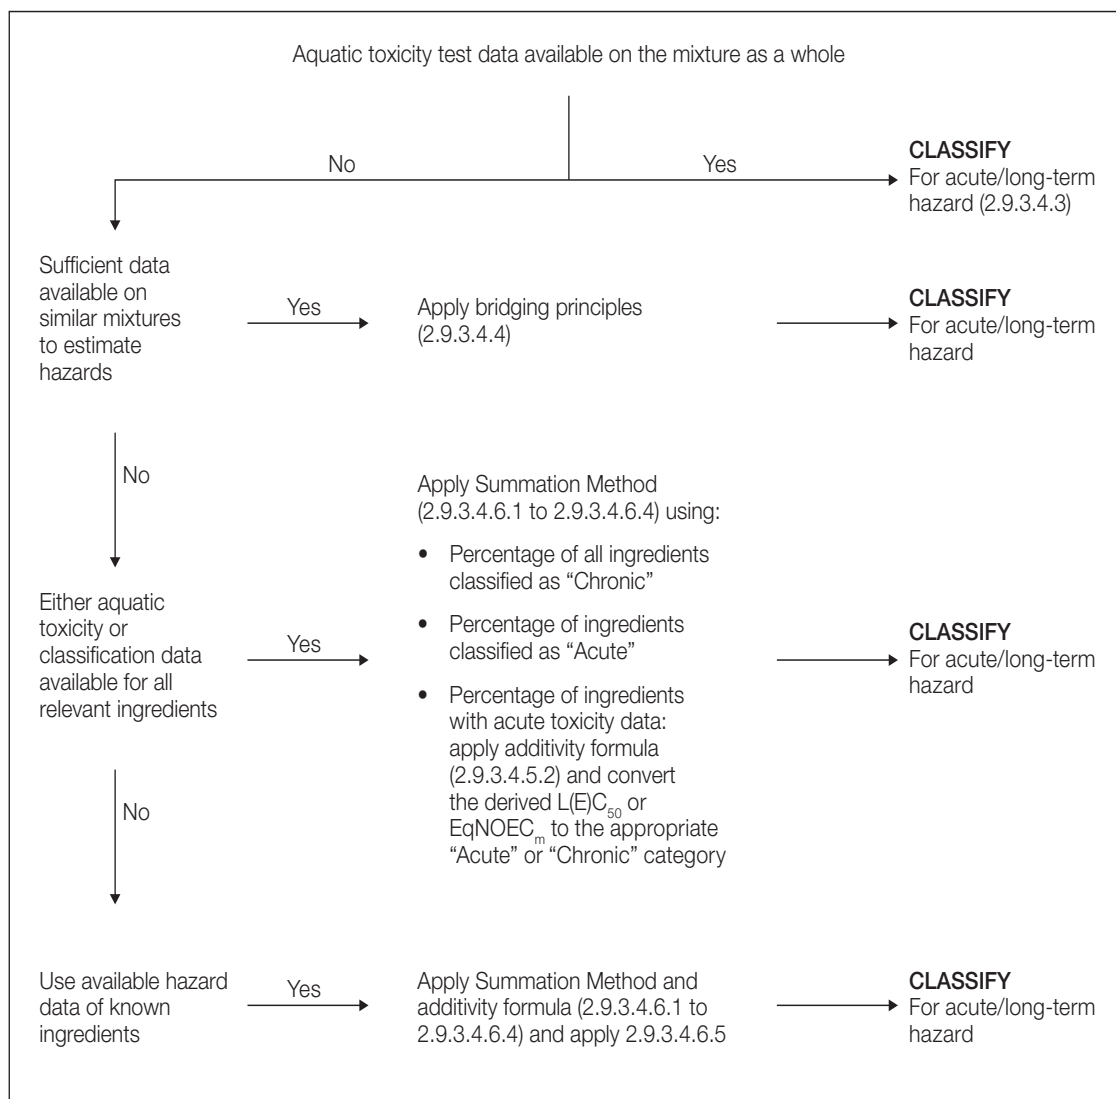 Aquatic toxicity test data available on the mixture as a whole
No
Yes
CLASSIFY
For acute/long-term
hazard (2.9.3.4.3)
Sufficient data
available on
similar mixtures
to estimate
hazards
Yes
Apply bridging principles
(2.9.3.4.4)
CLASSIFY
For acute/long-term
hazard
No
Either aquatic
toxicity or
classification data
available for all
relevant ingredients
Yes
Apply Summation Method
(2.9.3.4.6.1 to 2.9.3.4.6.4) using:
• Percentage of all ingredients
classified as “Chronic”
• Percentage of ingredients
classified as “Acute”
• Percentage of ingredients
with acute toxicity data:
apply additivity formula
(2.9.3.4.5.2) and convert
the derived L(E)C50 or
EqNOECm to the appropriate
“Acute” or “Chronic” category
CLASSIFY
For acute/long-term
hazard
No
Use available hazard
data of known
ingredients
Yes
Apply Summation Method and
additivity formula (2.9.3.4.6.1 to
2.9.3.4.6.4) and apply 2.9.3.4.6.5
CLASSIFY
For acute/long-term
hazard